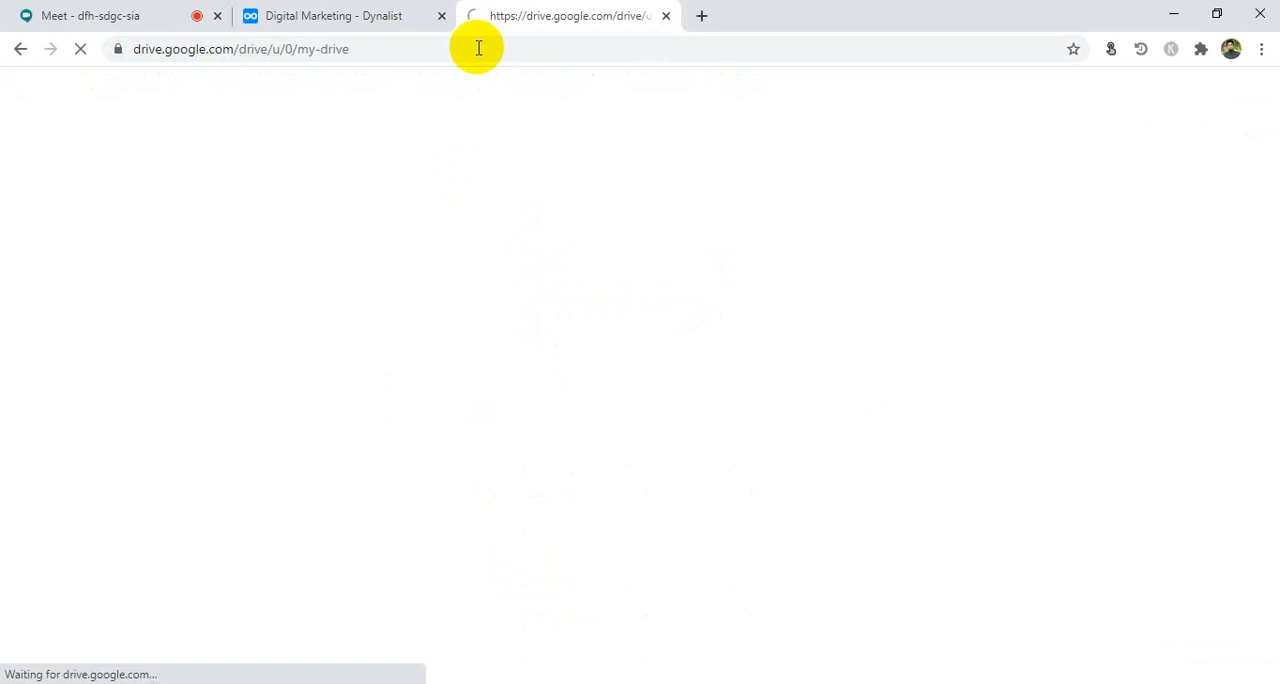 Meet - dfh-sdgc-sia
Digital Marketing - Dynalist
https://drive.google.com/drive/u
drive.google.com/drive/u/0/my-drive
K
Waiting for drive.google.com...